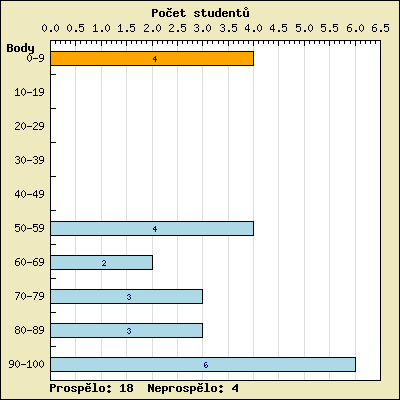 Počet studentů
0.0 0.5 1.0 1.5 2.0 2.5 3.0 3.5 4.0 4.5 5.0 5.5 6.0 6.5
Body
0-9 4
10-19
20-29
30-39
40-49
50-59 4
60-69 2
70-79 3
80-89 3
90-100 6
Prospělo: 18 Neprospělo: 4